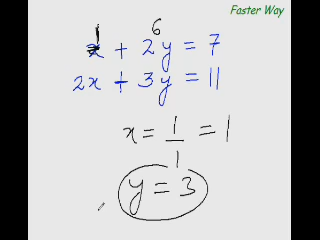 Faster Way
1 6
x + 2y = 7
2x + 3y = 11
x = 1/1 = 1
y = 3